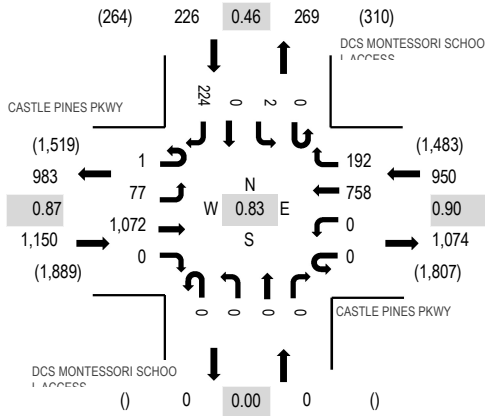 (264) 226 0.46 269 (310)
DCS MONTESSORI SCHOO
L ACCESS
CASTLE PINES PKWY
224 0 2 0
(1,519) (1,483)
983 1 192 950
77 N 758
0.87 W 0.83 E 0.90
1,072 0
1,150 S 1,074
0 0
(1,889) (1,807)
0 0 0 0
CASTLE PINES PKWY
DCS MONTESSORI SCHOO
L ACCESS
() 0 0.00 0 ()